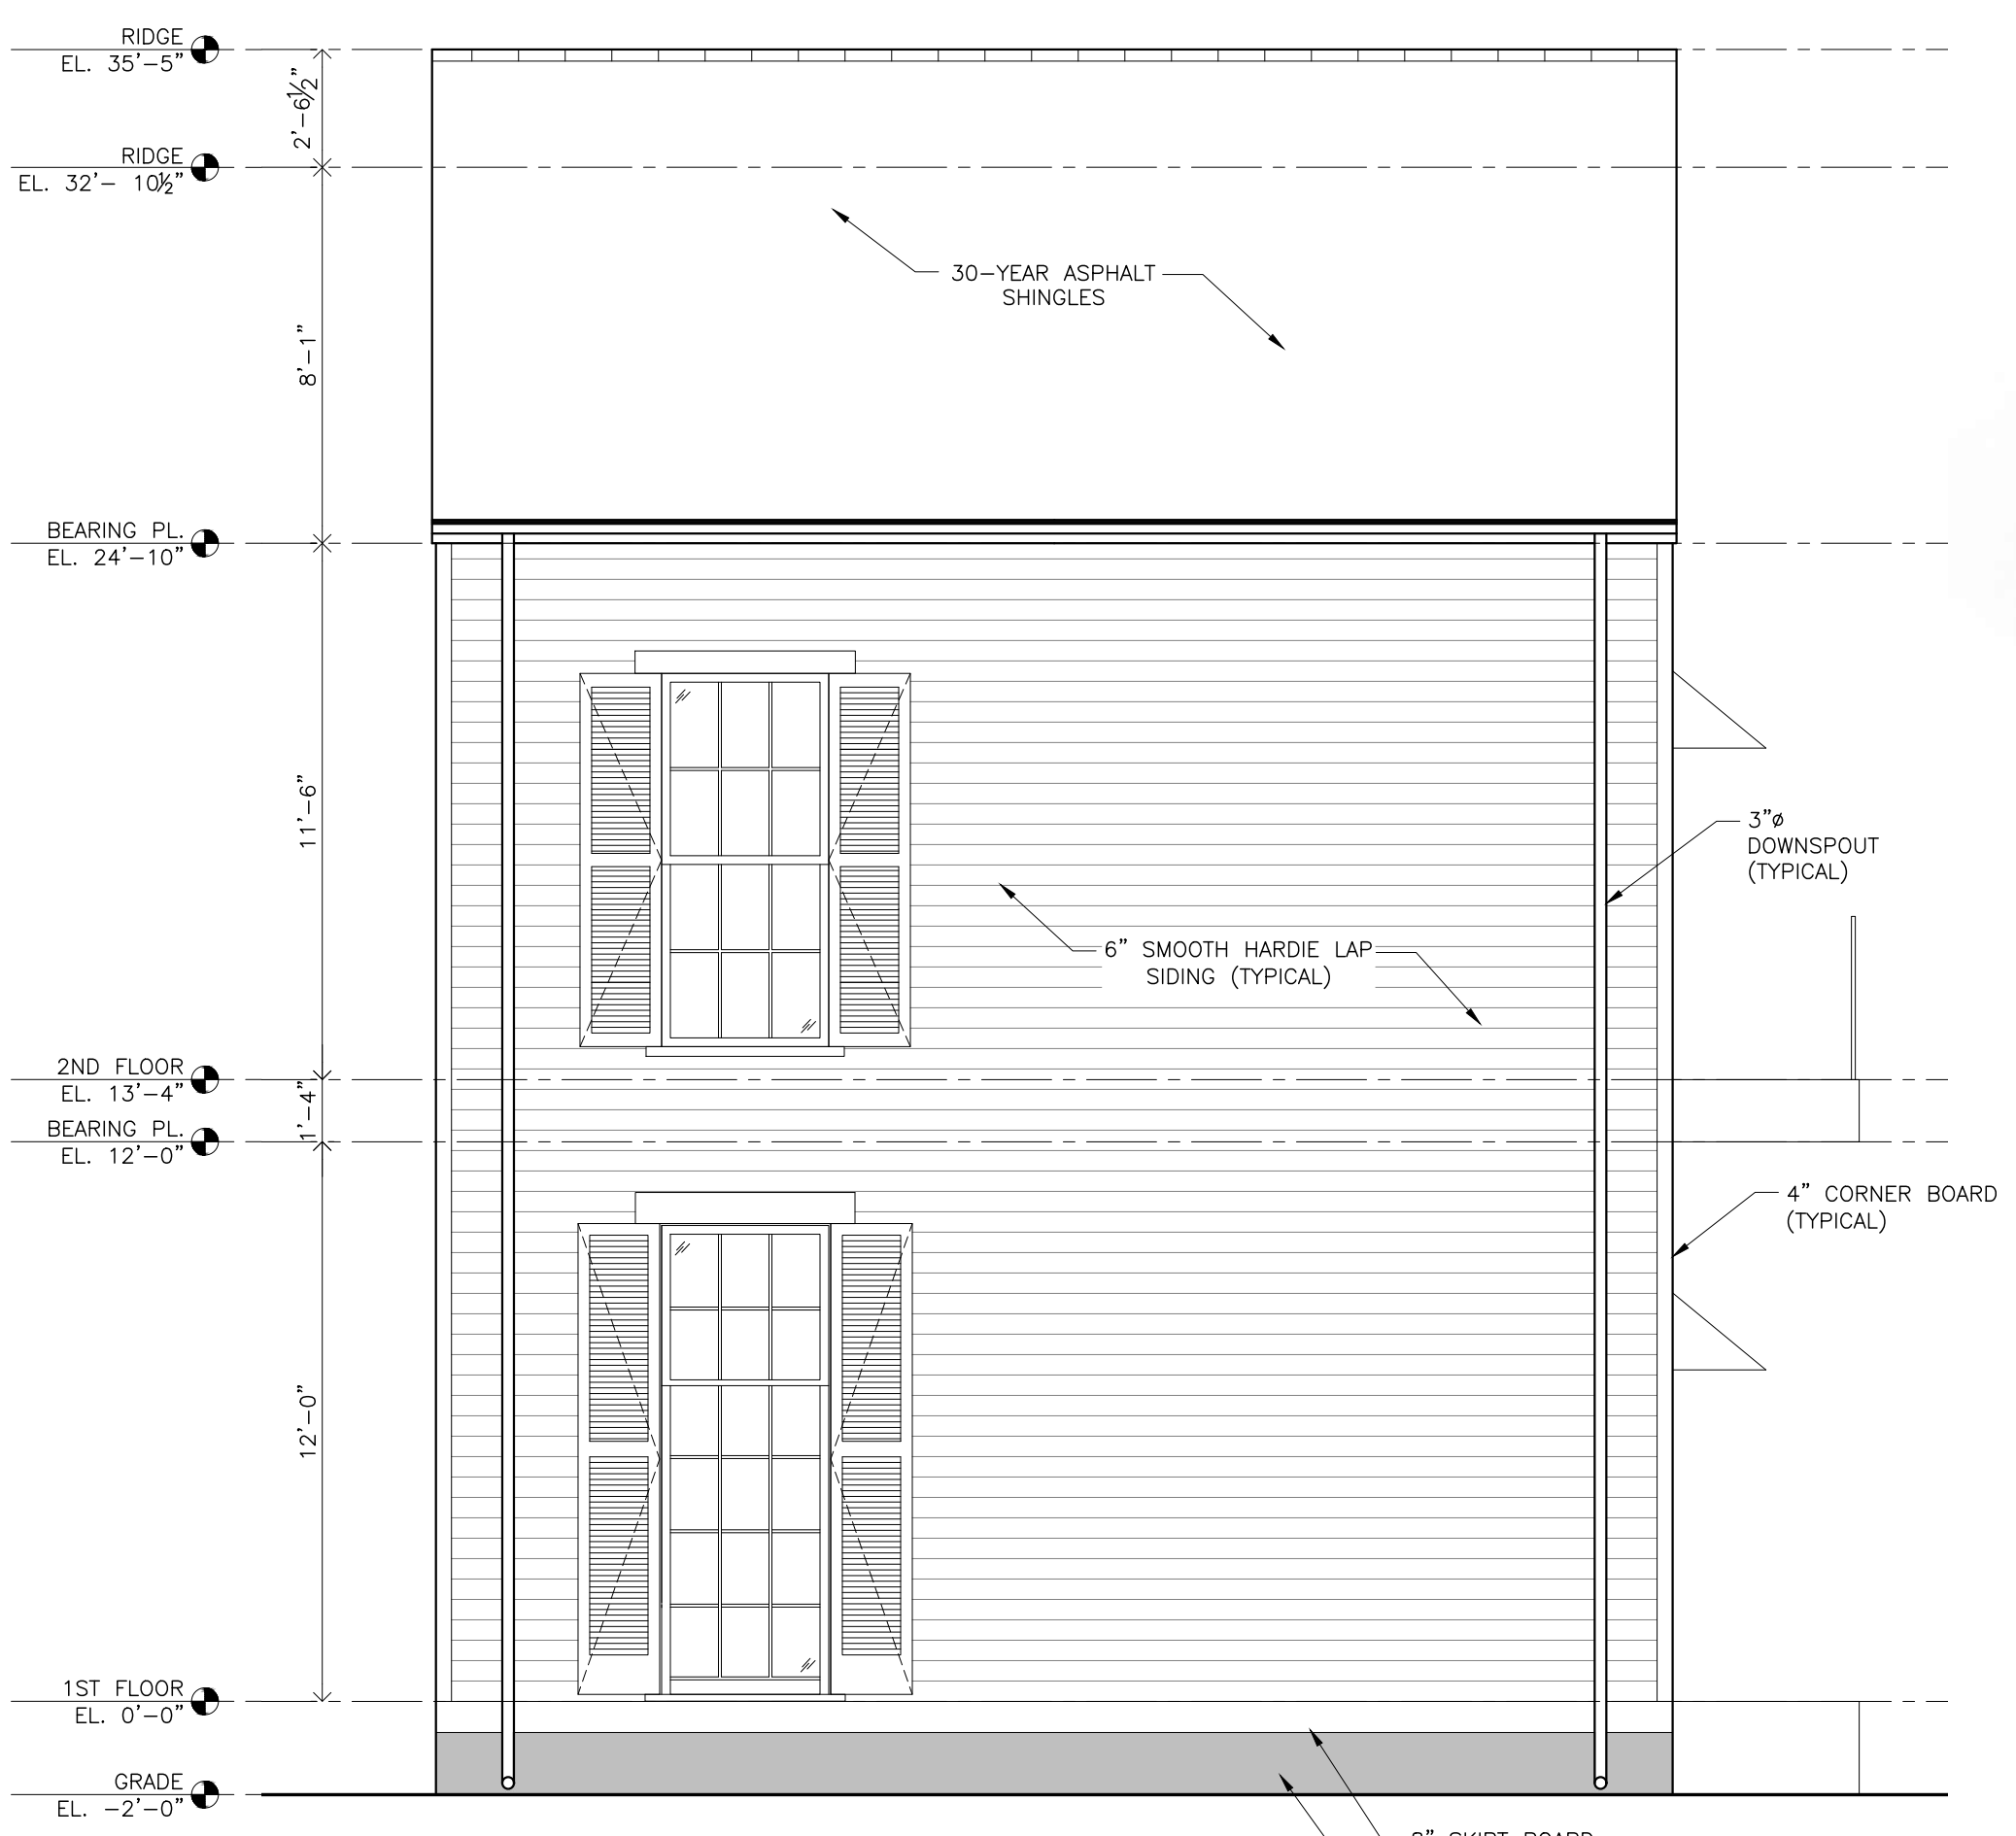 RIDGE
EL. 35'-5"
2'-6½"
RIDGE
EL. 32'- 10½"
30-YEAR ASPHALT
SHINGLES
8'-1"
BEARING PL.
EL. 24'-10"
11'-6"
3"ø
DOWNSPOUT
(TYPICAL)
6" SMOOTH HARDIE LAP
SIDING (TYPICAL)
2ND FLOOR
EL. 13'-4"
1'-4"
BEARING PL.
EL. 12'-0"
4" CORNER BOARD
(TYPICAL)
12'-0"
1ST FLOOR
EL. 0'-0"
GRADE
EL. -2'-0"
SKIRT BOARD